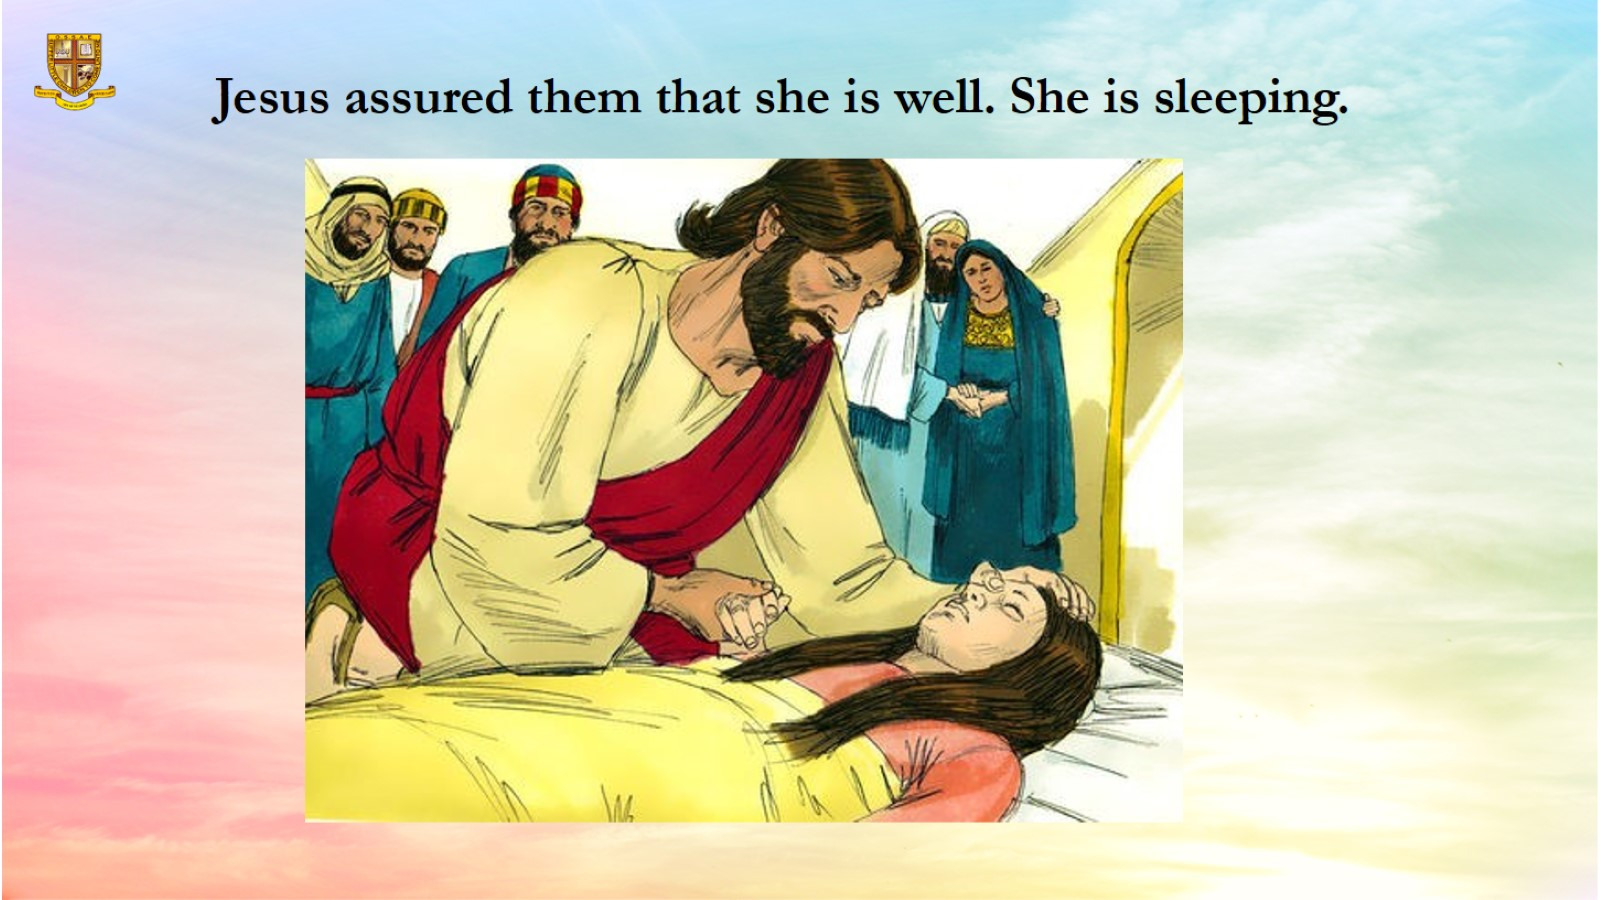 O.S.S.A.E
Jesus assured them that she is well. She is sleeping.